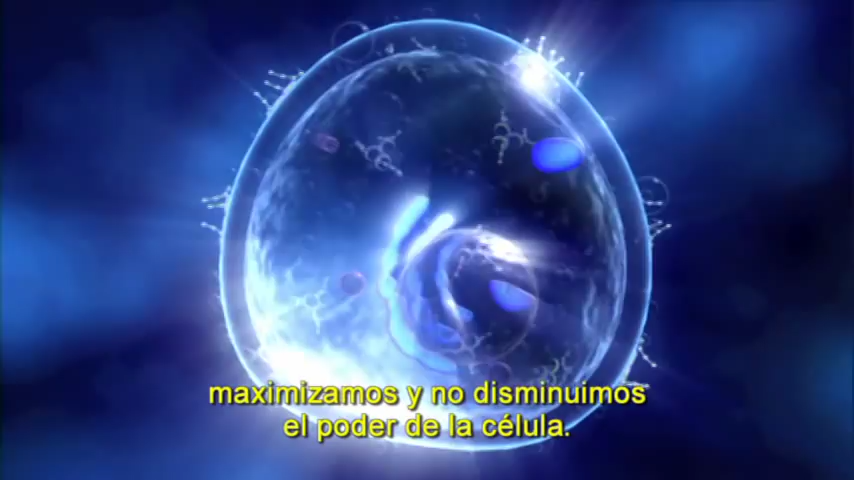 maximizamos y no disminuimos
el poder de la célula.